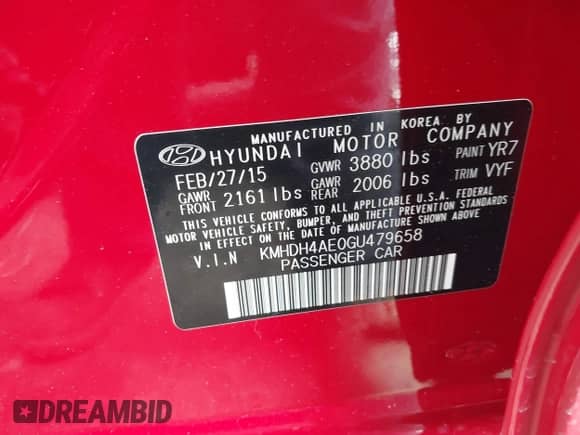 MANUFACTURED IN KOREA BY
HYUNDAI MOTOR COMPANY
FEB/27/15 GVWR 3880 lbs PAINT YR7
GAWR FRONT 2161 lbs GAWR REAR 2006 lbs TRIM VYF
THIS VEHICLE CONFORMS TO ALL APPLICABLE U.S.A. FEDERAL
MOTOR VEHICLE SAFETY, BUMPER, AND THEFT PREVENTION STANDARDS
IN EFFECT ON THE DATE OF MANUFACTURE SHOWN ABOVE.
V.I.N KMHDH4AE0GU479658
PASSENGER CAR
DREAMBID